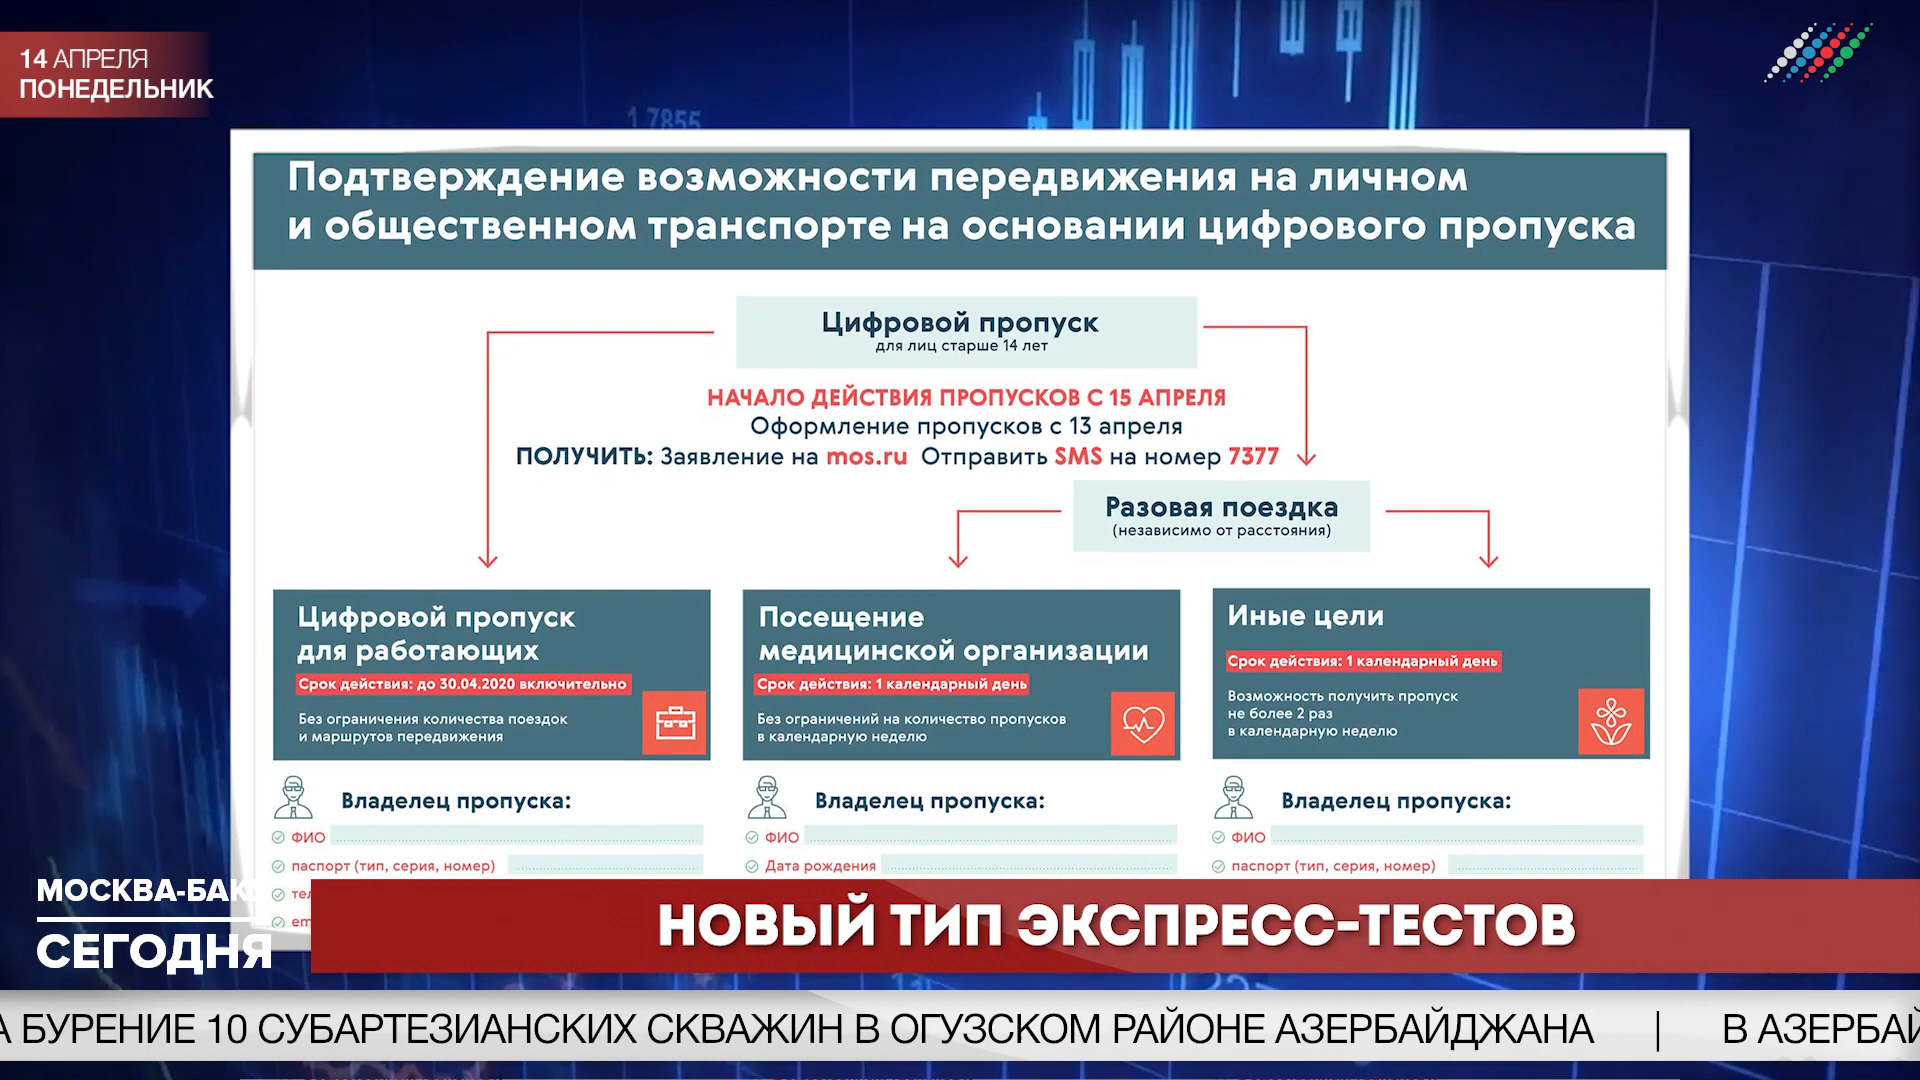 14 АПРЕЛЯ
ПОНЕДЕЛЬНИК
1.7855
Подтверждение возможности передвижения на личном
и общественном транспорте на основании цифрового пропуска
Цифровой пропуск
для лиц старше 14 лет
НАЧАЛО ДЕЙСТВИЯ ПРОПУСКОВ С 15 АПРЕЛЯ
Оформление пропусков с 13 апреля
ПОЛУЧИТЬ: Заявление на mos.ru Отправить SMS на номер 7377
Разовая поездка
(независимо от расстояния)
Цифровой пропуск
для работающих
Срок действия: до 30.04.2020 включительно
Без ограничения количества поездок
и маршрутов передвижения
Посещение
медицинской организации
Срок действия: 1 календарный день
Без ограничений на количество пропусков
в календарную неделю
Иные цели
Срок действия: 1 календарный день
Возможность получить пропуск
не более 2 раз
в календарную неделю
Владелец пропуска:
ФИО
паспорт (тип, серия, номер)
Владелец пропуска:
ФИО
Дата рождения
Владелец пропуска:
ФИО
паспорт (тип, серия, номер)
МОСКВА-БАК
СЕГОДНЯ
НОВЫЙ ТИП ЭКСПРЕСС-ТЕСТОВ
А БУРЕНИЕ 10 СУБАРТЕЗИАНСКИХ СКВАЖИН В ОГУЗСКОМ РАЙОНЕ АЗЕРБАЙДЖАНА | В АЗЕРБАЙ